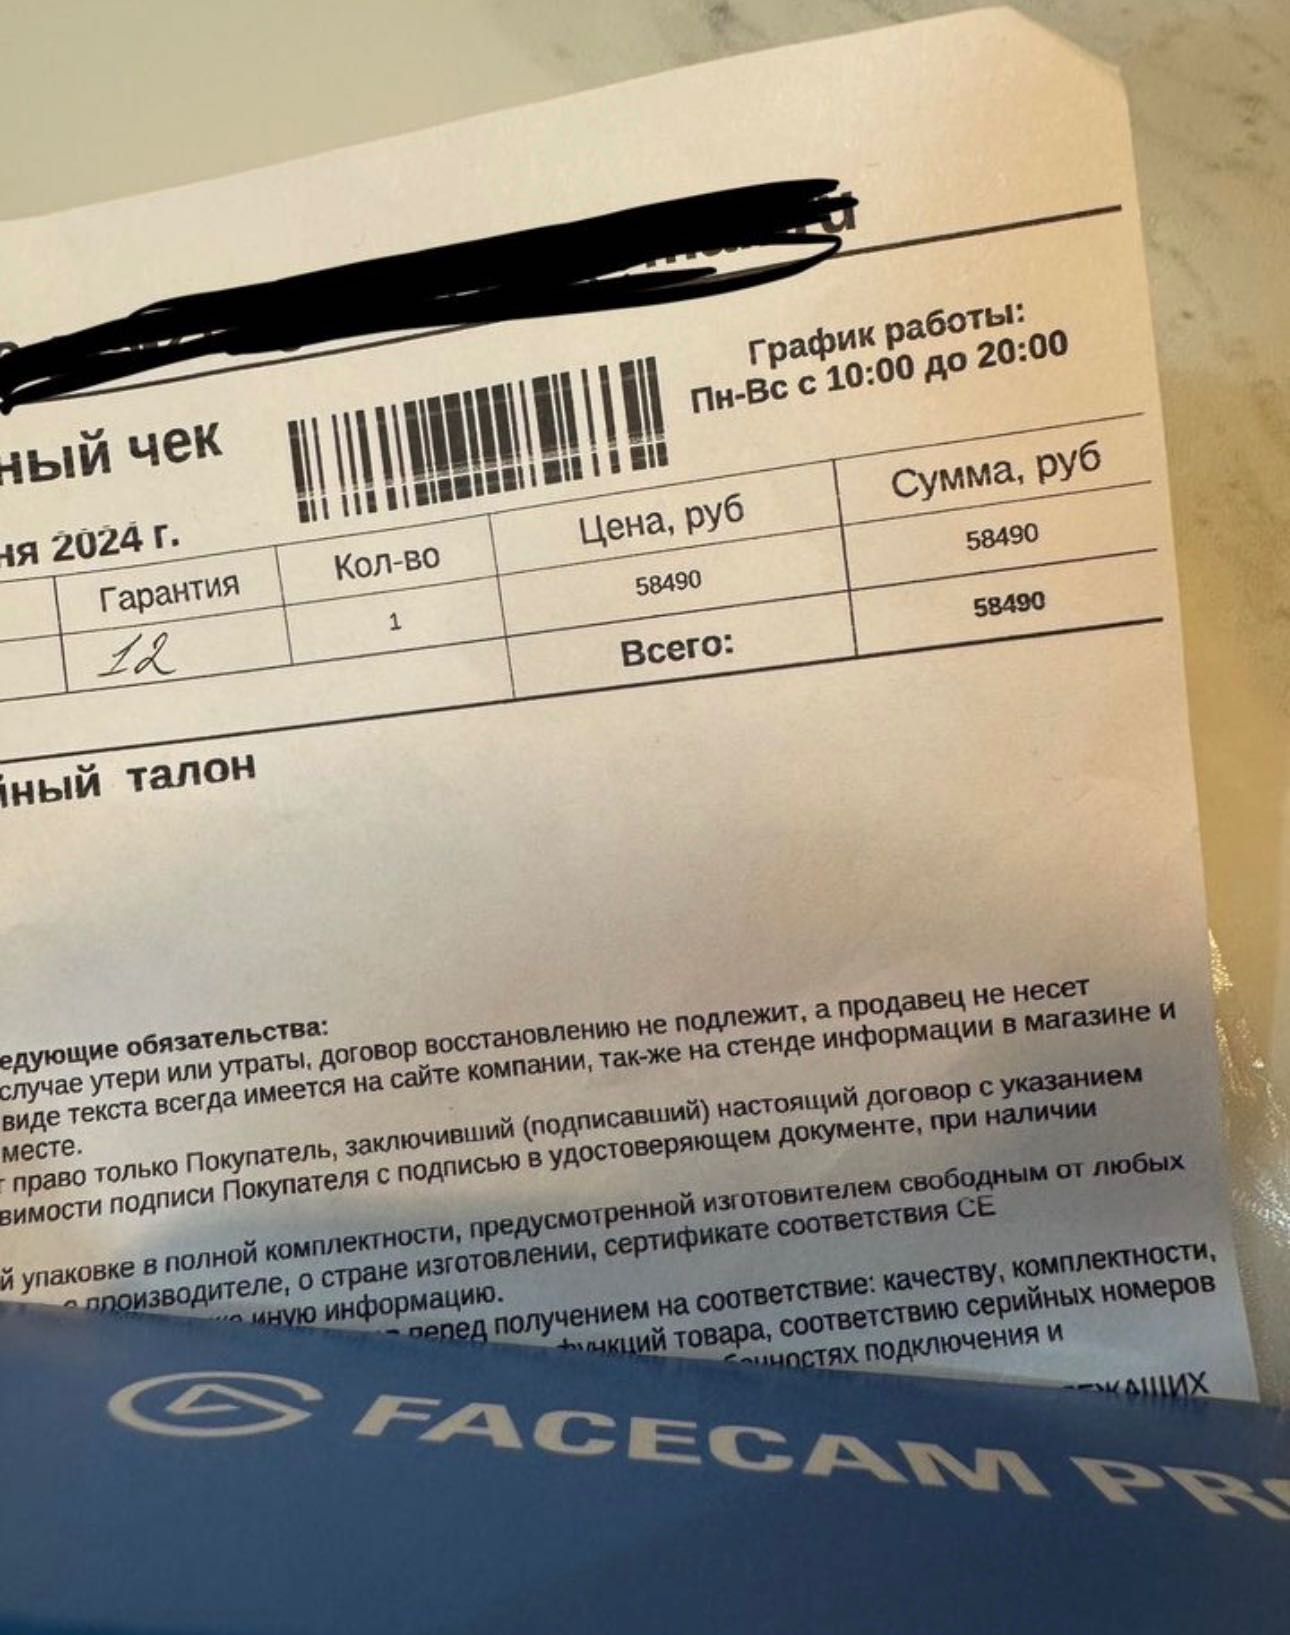 График работы:
Пн-Вс с 10:00 до 20:00
ный чек
ня 2024 г.
Гарантия Кол-во Цена, руб Сумма, руб
12 1 58490 58490
Всего: 58490
йный талон
едующие обязательства:
случае утери или утраты, договор восстановлению не подлежит, а продавец не несет
виде текста всегда имеется на сайте компании, так-же на стенде информации в магазине и
месте.
т право только Покупатель, заключивший (подписавший) настоящий договор с указанием
вимости подписи Покупателя с подписью в удостоверяющем документе, при наличии
й упаковке в полной комплектности, предусмотренной изготовителем свободным от любых
производителе, о стране изготовлении, сертификате соответствия СЕ
иную информацию.
перед получением на соответствие: качеству, комплектности,
функций товара, соответствию серийных номеров
подключения и
FACECAM PRO